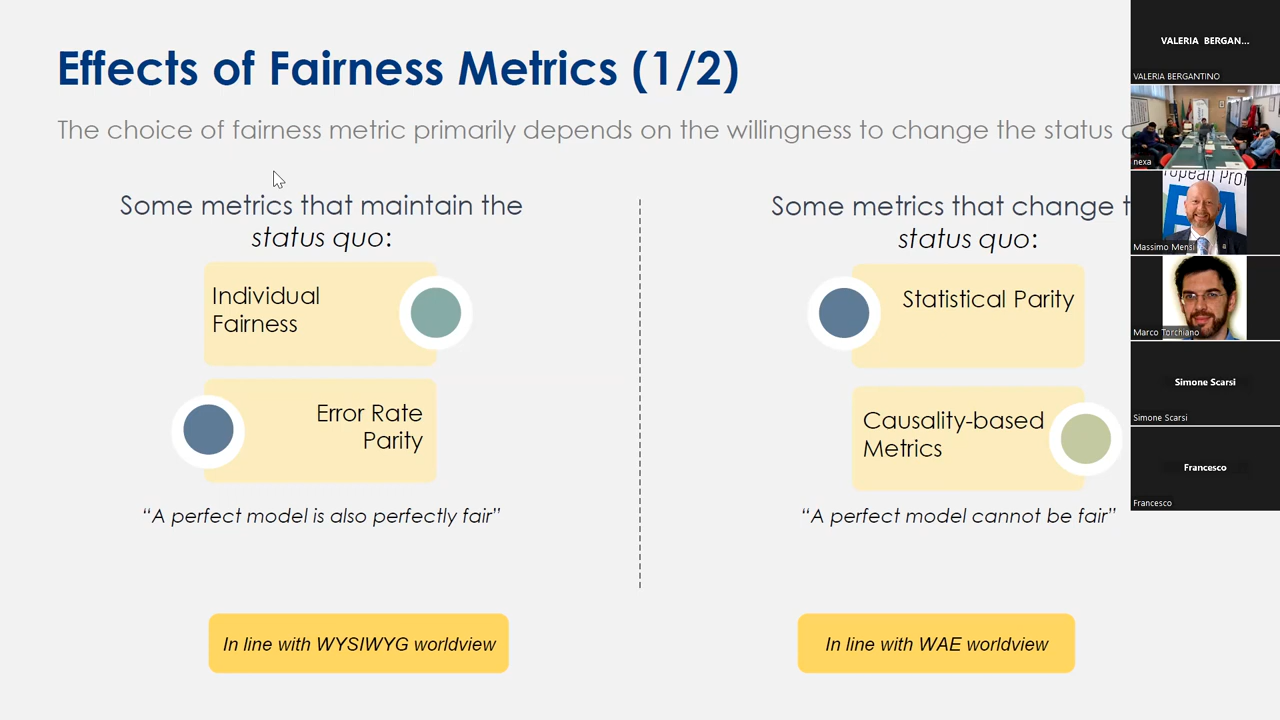 Effects of Fairness Metrics (1/2)
The choice of fairness metric primarily depends on the willingness to change the status
Some metrics that maintain the
status quo:
Individual
Fairness
Error Rate
Parity
“A perfect model is also perfectly fair”
In line with WYSIWYG worldview
Some metrics that change t
status quo:
Statistical Parity
Causality-based
Metrics
“A perfect model cannot be fair”
In line with WAE worldview
VALERIA BERGAN...
VALERIA BERGANTINO
nexa
Massimo Mensi
Marco Torchiano
Simone Scarsi
Simone Scarsi
Francesco
Francesco